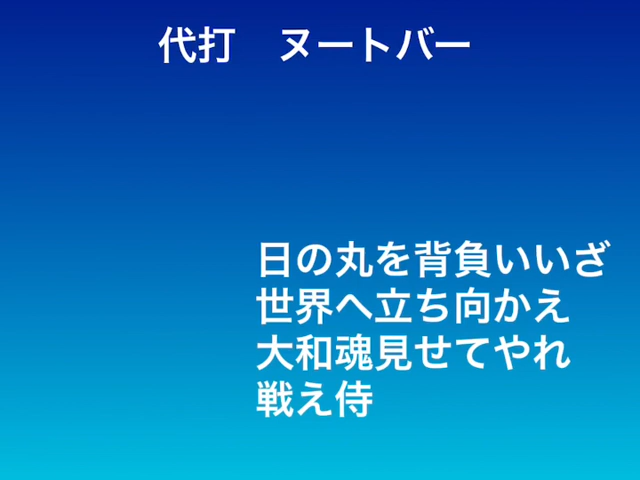 代打　ヌートバー
日の丸を背負いいざ
世界へ立ち向かえ
大和魂見せてやれ
戦え侍